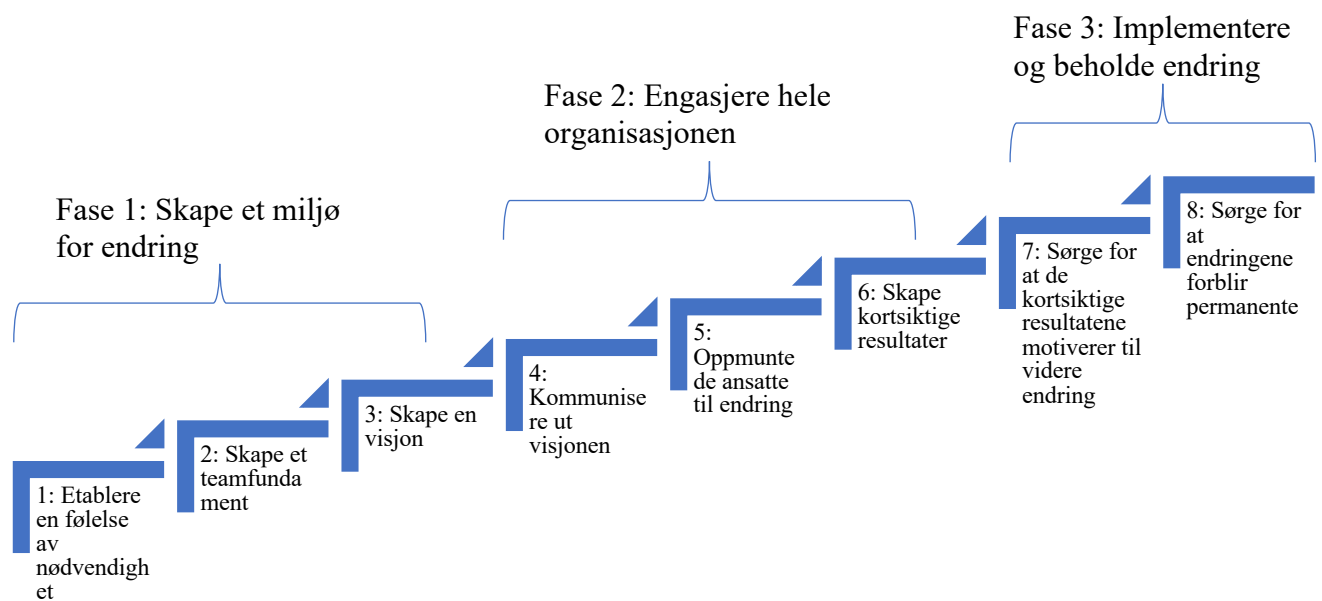 Fase 1: Skape et miljø
for endring
1: Etablere
en følelse
av
nødvendigh
et
2: Skape et
teamfunda
ment
3: Skape en
visjon
Fase 2: Engasjere hele
organisasjonen
4:
Kommunise
re ut
visjonen
5:
Oppmunte
de ansatte
til endring
6: Skape
kortsiktige
resultater
Fase 3: Implementere
og beholde endring
7: Sørge for
at de
kortsiktige
resultatene
motiverer til
videre
endring
8: Sørge for
at
endringene
forblir
permanente